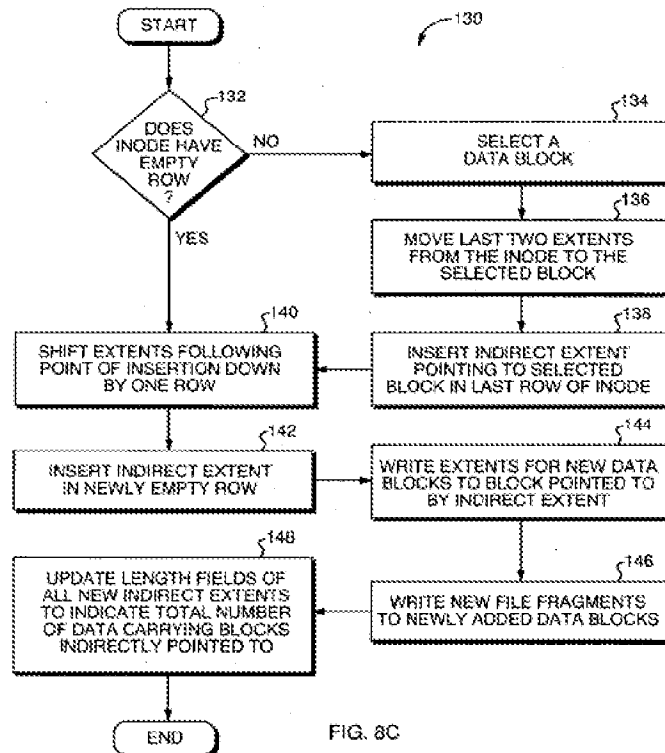 START
130
132
DOES
INODE HAVE
EMPTY
ROW
?
NO
YES
134
SELECT A
DATA BLOCK
136
MOVE LAST TWO EXTENTS
FROM THE INODE TO THE
SELECTED BLOCK
138
INSERT INDIRECT EXTENT
POINTING TO SELECTED
BLOCK IN LAST ROW OF INODE
140
SHIFT EXTENTS FOLLOWING
POINT OF INSERTION DOWN
BY ONE ROW
142
INSERT INDIRECT EXTENT
IN NEWLY EMPTY ROW
144
WRITE EXTENTS FOR NEW DATA
BLOCKS TO BLOCK POINTED TO
BY INDIRECT EXTENT
146
WRITE NEW FILE FRAGMENTS
TO NEWLY ADDED DATA BLOCKS
148
UPDATE LENGTH FIELDS OF
ALL NEW INDIRECT EXTENTS
TO INDICATE TOTAL NUMBER
OF DATA CARRYING BLOCKS
INDIRECTLY POINTED TO
END
FIG. 8C